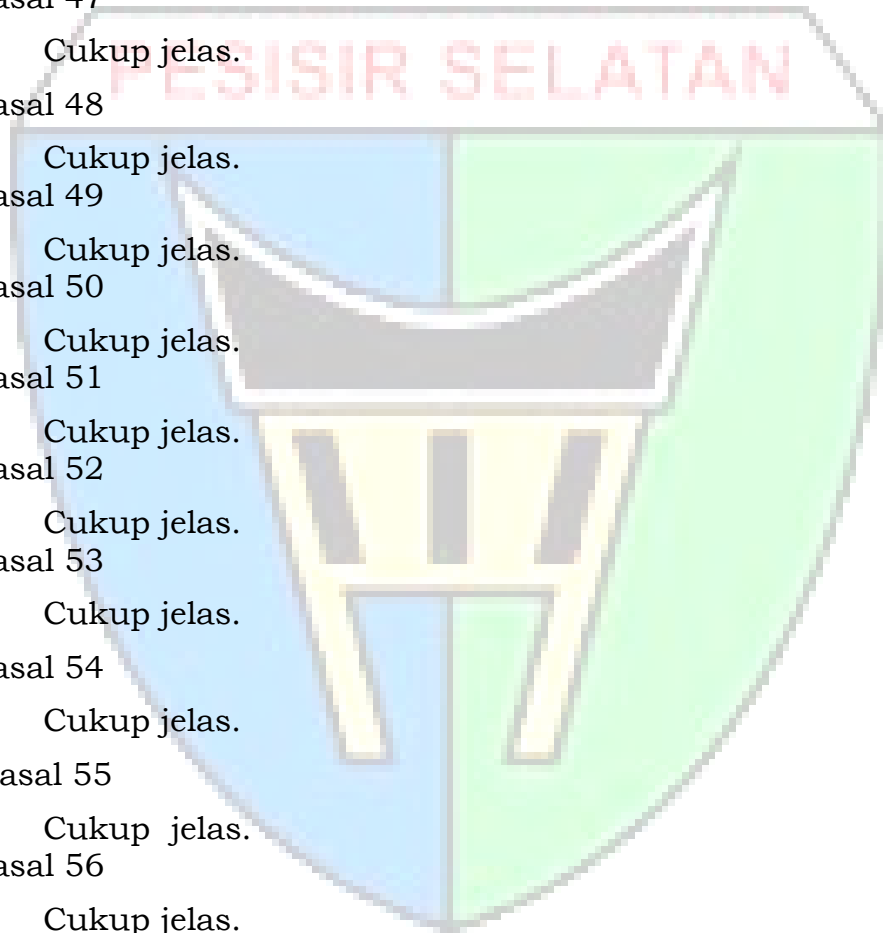 asal 47
Cukup jelas.
PESISIR SELATAN
asal 48
Cukup jelas.
asal 49
Cukup jelas.
asal 50
Cukup jelas.
asal 51
Cukup jelas.
asal 52
Cukup jelas.
asal 53
Cukup jelas.
asal 54
Cukup jelas.
asal 55
Cukup jelas.
asal 56
Cukup jelas.